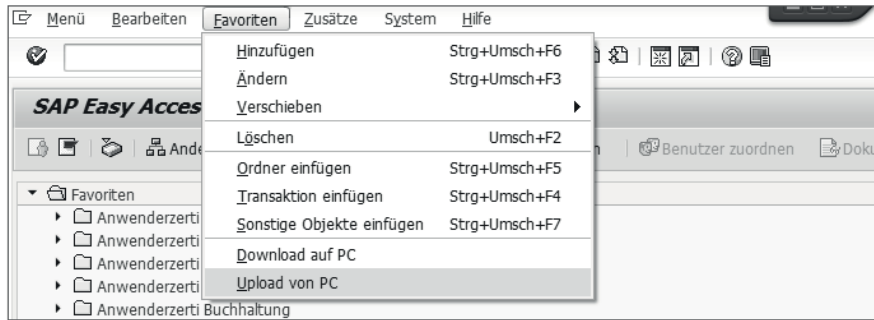 Menü Bearbeiten Favoriten Zusätze System Hilfe
Hinzufügen Strg+Umsch+F6
Ändern Strg+Umsch+F3
Verschieben
Löschen Umsch+F2
Ordner einfügen Strg+Umsch+F5
Transaktion einfügen Strg+Umsch+F4
Sonstige Objekte einfügen Strg+Umsch+F7
Download auf PC
Upload von PC
SAP Easy Acces
Ande
Benutzer zuordnen Doku
Favoriten
Anwenderzerti
Anwenderzerti
Anwenderzerti
Anwenderzerti
Anwenderzerti Buchhaltung